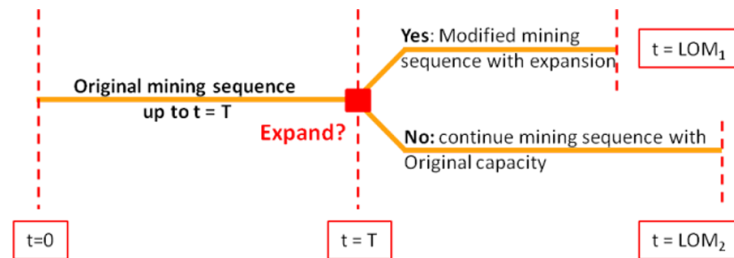 Yes: Modified mining
sequence with expansion
t = LOM₁
Original mining sequence
up to t = T
Expand?
No: continue mining sequence with
Original capacity
t=0
t = T
t = LOM₂